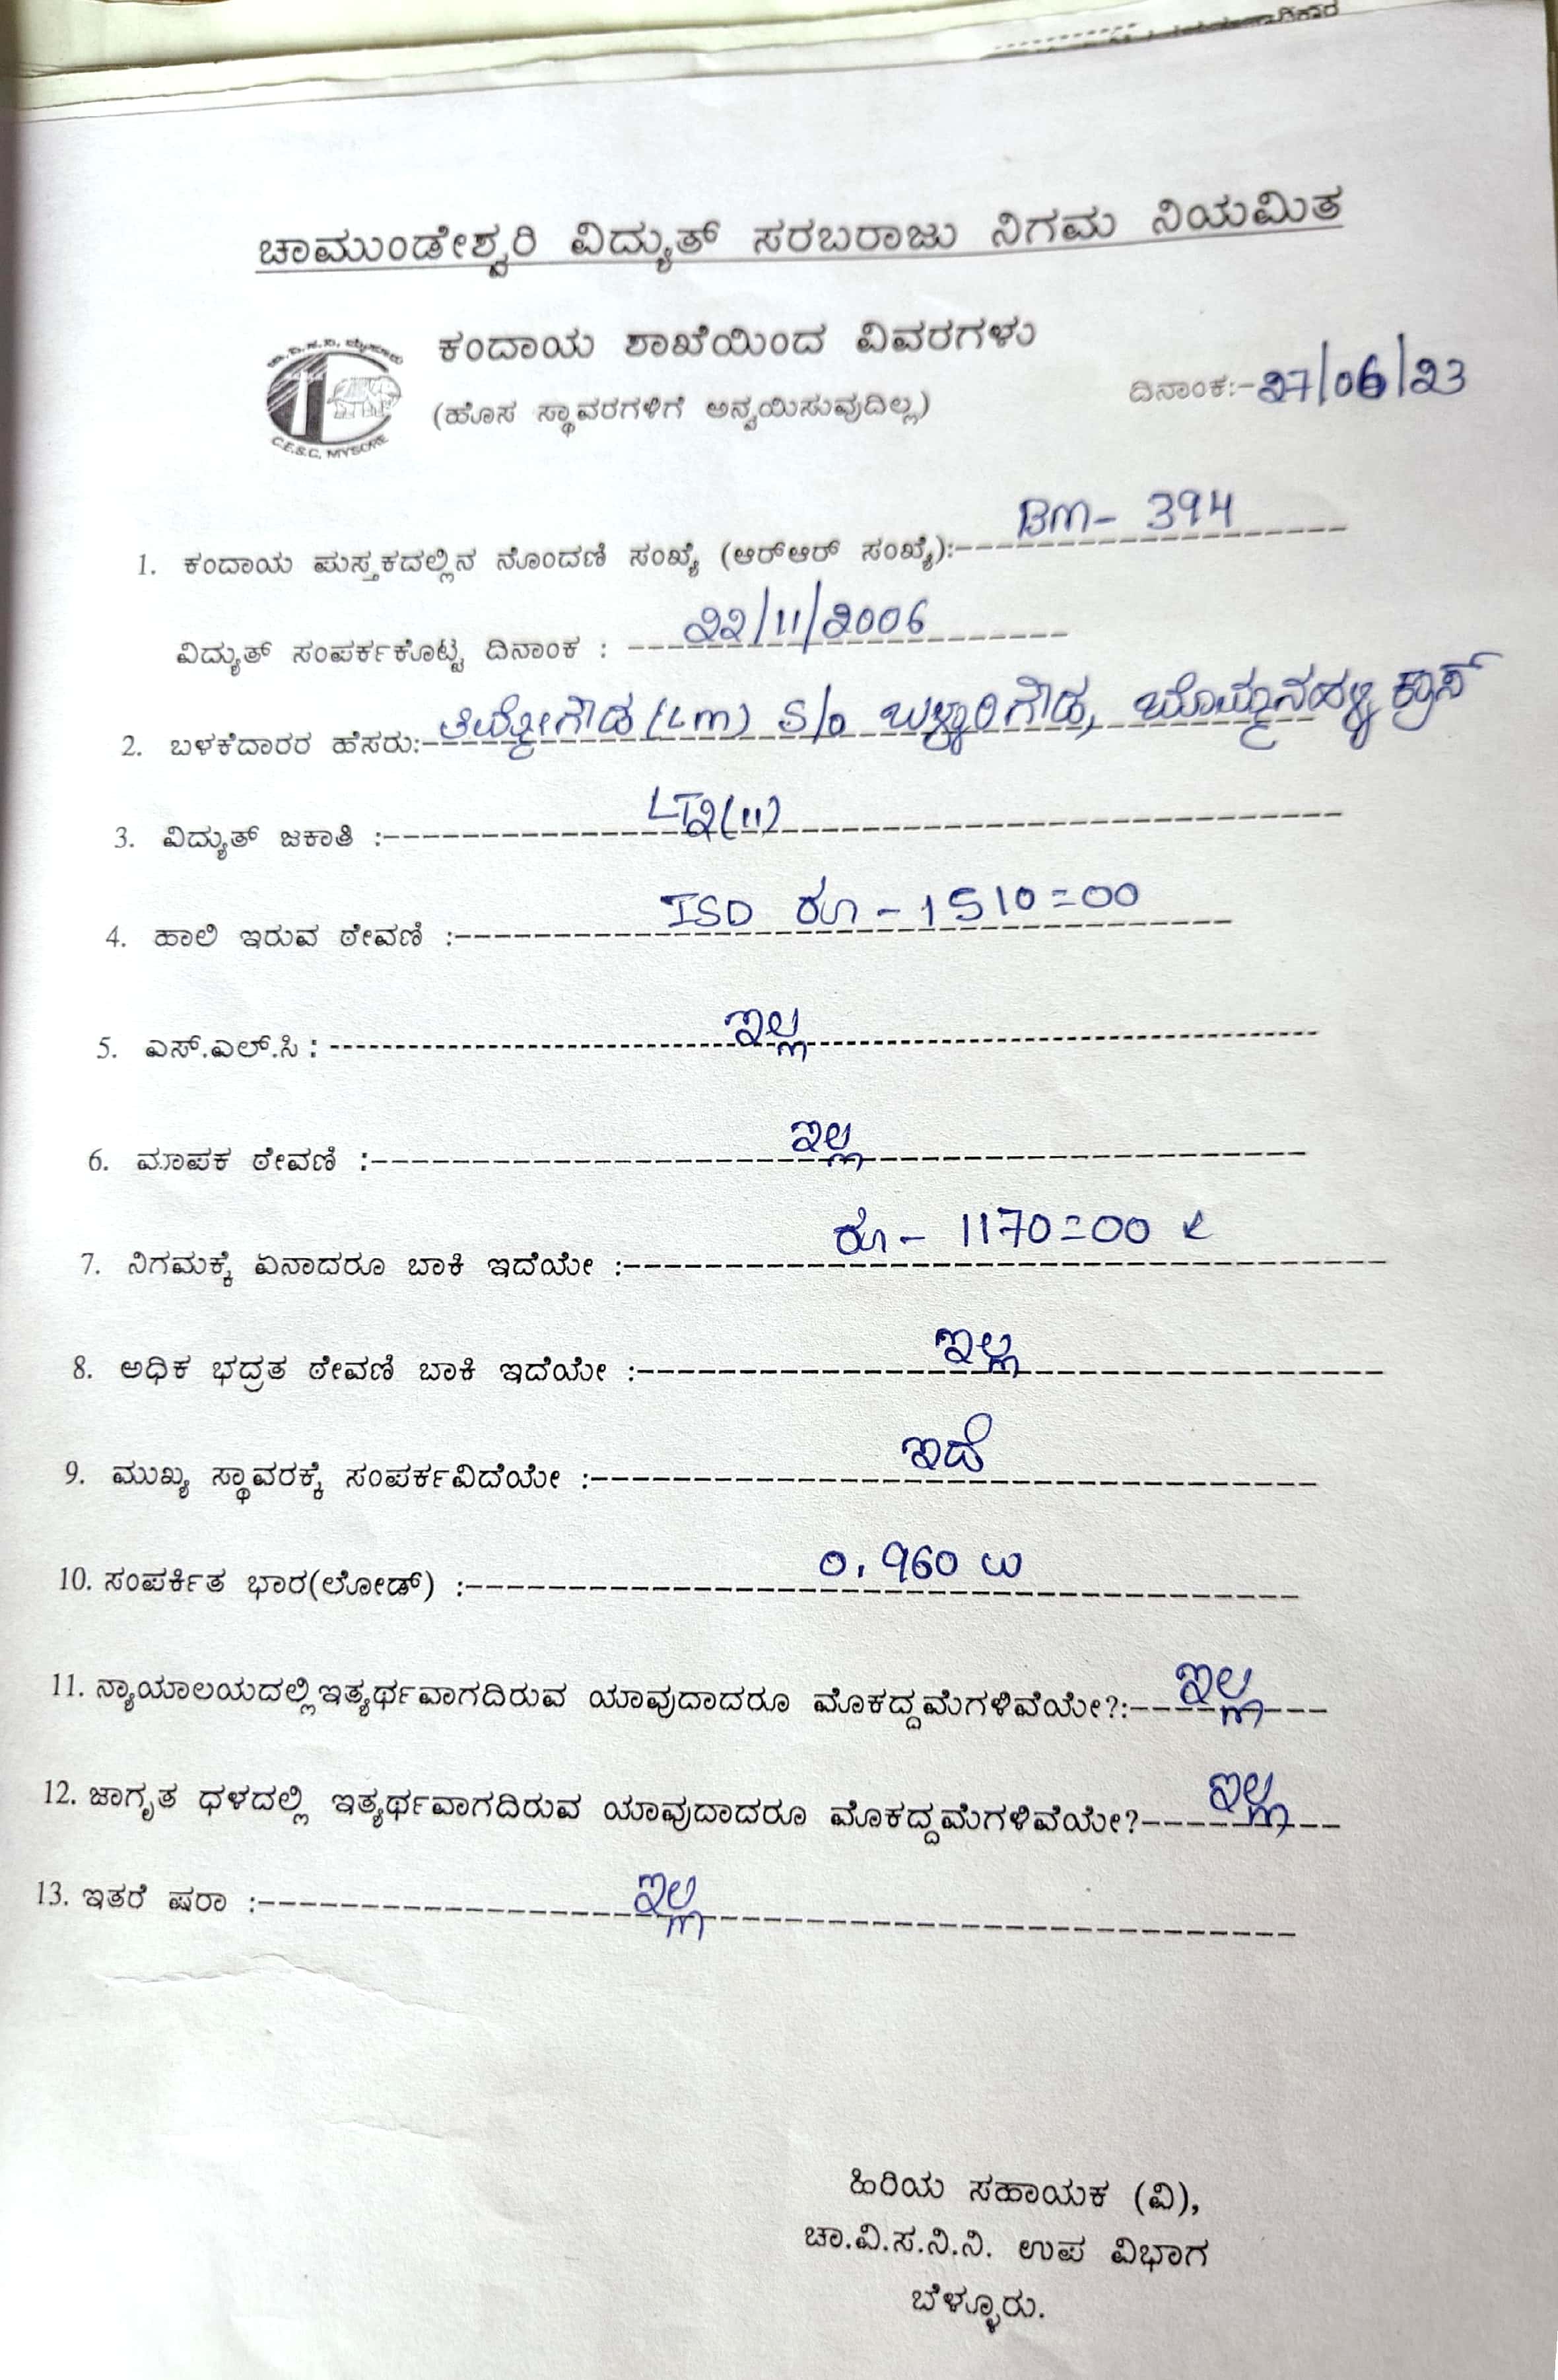 ಚಾಮುಂಡೇಶ್ವರಿ ವಿದ್ಯುತ್ ಸರಬರಾಜು ನಿಗಮ ನಿಯಮಿತ
ಕಂದಾಯ ಶಾಖೆಯಿಂದ ವಿವರಗಳು
(ಹೊಸ ಸ್ಥಾವರಗಳಿಗೆ ಅನ್ವಯಿಸುವುದಿಲ್ಲ)
ದಿನಾಂಕ:-27/06/23
C.E.S.C, MYSORE
1. ಕಂದಾಯ ಪುಸ್ತಕದಲ್ಲಿನ ನೊಂದಣಿ ಸಂಖ್ಯೆ (ಆರ್‌ಆರ್ ಸಂಖ್ಯೆ):- BM- 394
ವಿದ್ಯುತ್ ಸಂಪರ್ಕಕೊಟ್ಟ ದಿನಾಂಕ : 22/11/2006
2. ಬಳಕೆದಾರರ ಹೆಸರು:- (Lm) S/o ಬೊಮ್ಮನಹಳ್ಳಿ ಕ್ರಾಸ್
3. ವಿದ್ಯುತ್ ಜಕಾತಿ :- LT2(11)
4. ಹಾಲಿ ಇರುವ ಠೇವಣಿ :- ISD ರೂ - 1510=00
5. ಎಸ್.ಎಲ್.ಸಿ : ಇಲ್ಲ
6. ಮಾಪಕ ಠೇವಣಿ :- ಇಲ್ಲ
7. ನಿಗಮಕ್ಕೆ ಏನಾದರೂ ಬಾಕಿ ಇದೆಯೇ :- ರೂ - 1170=00
8. ಅಧಿಕ ಭದ್ರತ ಠೇವಣಿ ಬಾಕಿ ಇದೆಯೇ :- ಇಲ್ಲ
9. ಮುಖ್ಯ ಸ್ಥಾವರಕ್ಕೆ ಸಂಪರ್ಕವಿದೆಯೇ :- ಇದೆ
10. ಸಂಪರ್ಕಿತ ಭಾರ(ಲೋಡ್) :- 0.960 W
11. ನ್ಯಾಯಾಲಯದಲ್ಲಿ ಇತ್ಯರ್ಥವಾಗದಿರುವ ಯಾವುದಾದರೂ ಮೊಕದ್ದಮೆಗಳಿವೆಯೇ?:- ಇಲ್ಲ
12. ಜಾಗೃತ ಧಳದಲ್ಲಿ ಇತ್ಯರ್ಥವಾಗದಿರುವ ಯಾವುದಾದರೂ ಮೊಕದ್ದಮೆಗಳಿವೆಯೇ?- ಇಲ್ಲ
13. ಇತರೆ ಷರಾ :- ಇಲ್ಲ
ಹಿರಿಯ ಸಹಾಯಕ (ವಿ),
ಚಾ.ವಿ.ಸ.ನಿ.ನಿ. ಉಪ ವಿಭಾಗ
ಬೆಳ್ಳೂರು.